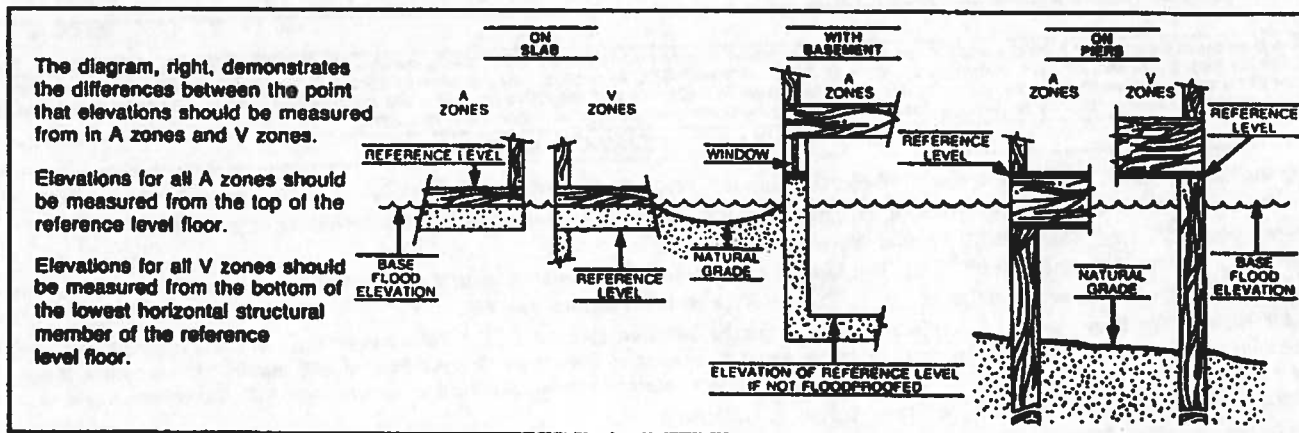 The diagram, right, demonstrates
the differences between the point
that elevations should be measured
from in A zones and V zones.
Elevations for all A zones should
be measured from the top of the
reference level floor.
Elevations for all V zones should
be measured from the bottom of
the lowest horizontal structural
member of the reference
level floor.
ON
SLAB
A
ZONES
V
ZONES
REFERENCE LEVEL
BASE
FLOOD
ELEVATION
REFERENCE
LEVEL
NATURAL
GRADE
WITH
BASEMENT
A
ZONES
WINDOW
ELEVATION OF REFERENCE LEVEL
IF NOT FLOODPROOFED
ON
PIERS
A
ZONES
V
ZONES
REFERENCE
LEVEL
REFERENCE
LEVEL
NATURAL
GRADE
BASE
FLOOD
ELEVATION